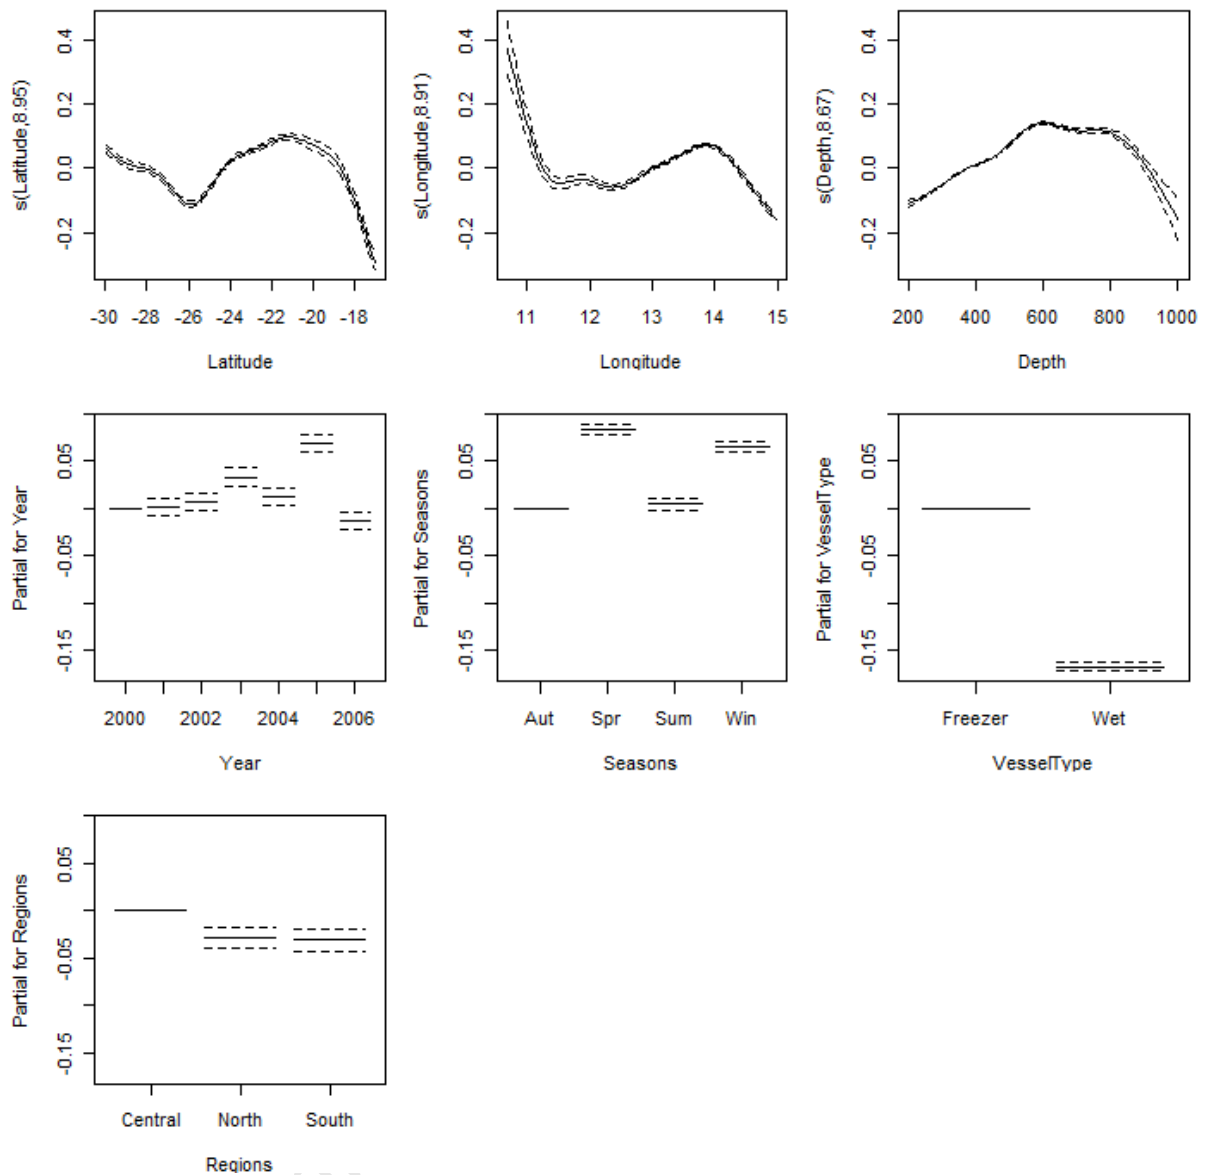 s(Latitude,8.95)
0.4
0.2
0.0
-0.2
-30 -28 -26 -24 -22 -20 -18
Latitude
s(Longitude,8.91)
0.4
0.2
0.0
-0.2
11 12 13 14 15
Longitude
s(Depth,8.67)
0.4
0.2
0.0
-0.2
200 400 600 800 1000
Depth
Partial for Year
0.05
-0.05
-0.15
2000 2002 2004 2006
Year
Partial for Seasons
0.05
-0.05
-0.15
Aut Spr Sum Win
Seasons
Partial for VesselType
0.05
-0.05
-0.15
Freezer Wet
VesselType
Partial for Regions
0.05
-0.05
-0.15
Central North South
Regions